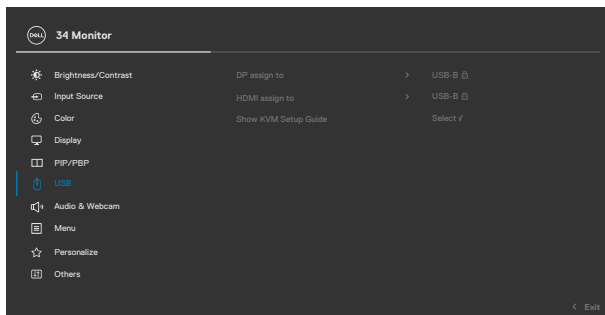 DELL 34 Monitor
Brightness/Contrast DP assign to > USB-B
Input Source HDMI assign to > USB-B
Color Show KVM Setup Guide Select √
Display
PIP/PBP
USB
Audio & Webcam
Menu
Personalize
Others
< Exit